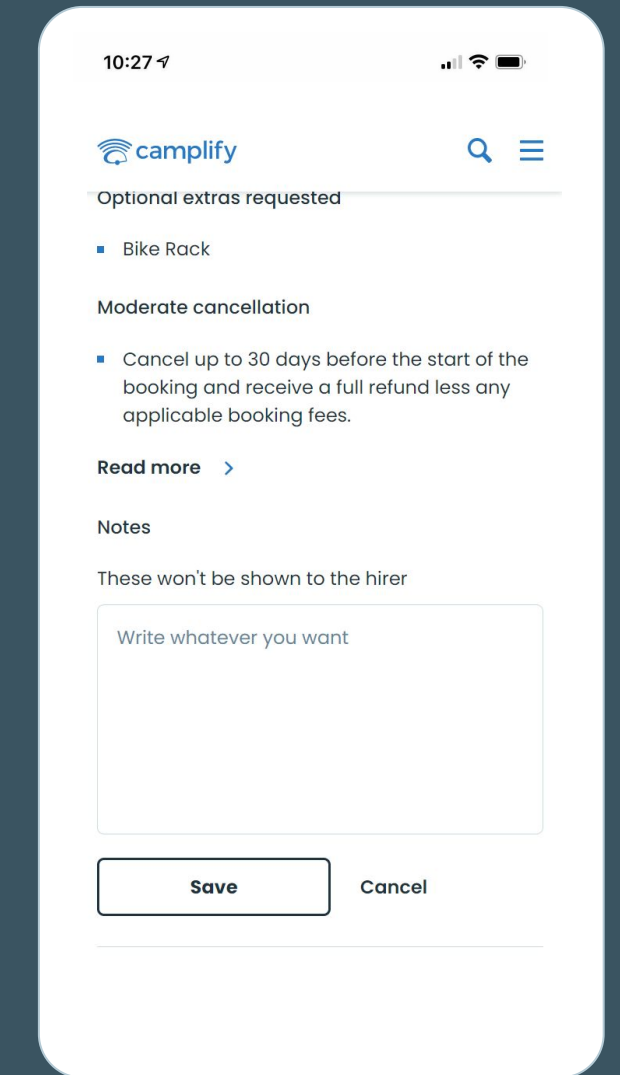 10:27
camplify
Optional extras requested
Bike Rack
Moderate cancellation
Cancel up to 30 days before the start of the
booking and receive a full refund less any
applicable booking fees.
Read more
Notes
These won't be shown to the hirer
Write whatever you want
Save
Cancel